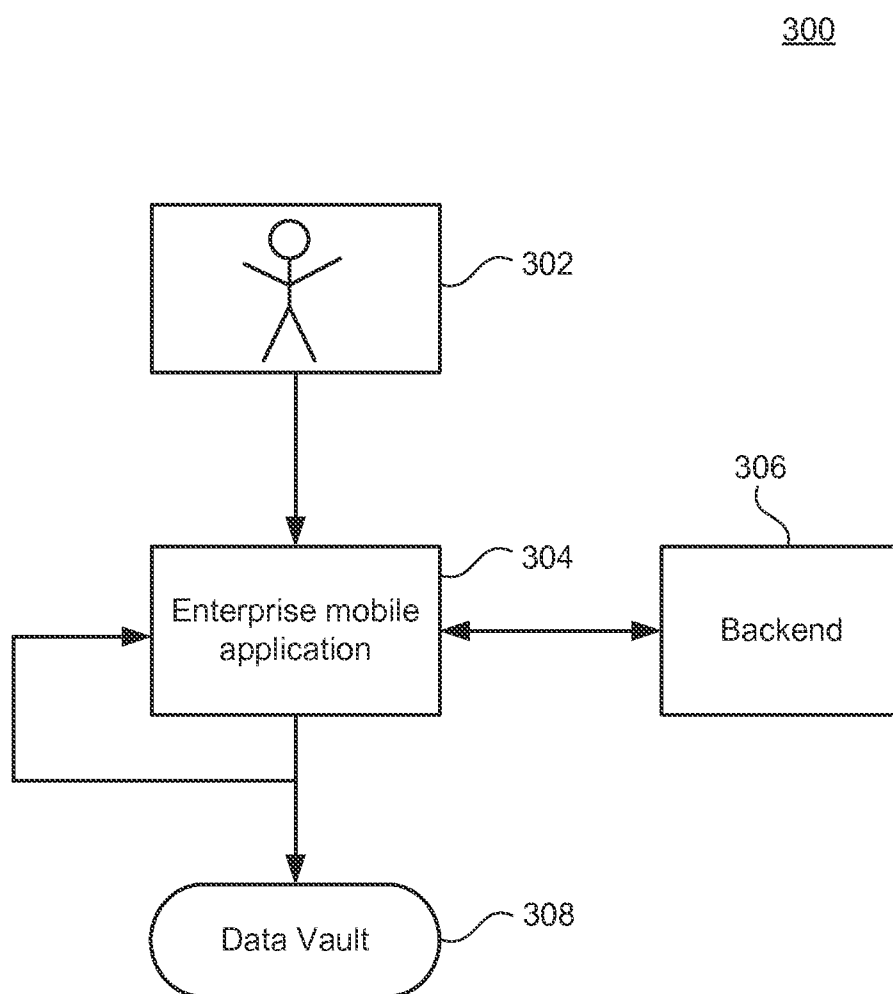 300
302
306
304
Enterprise mobile
application
Backend
308
Data Vault